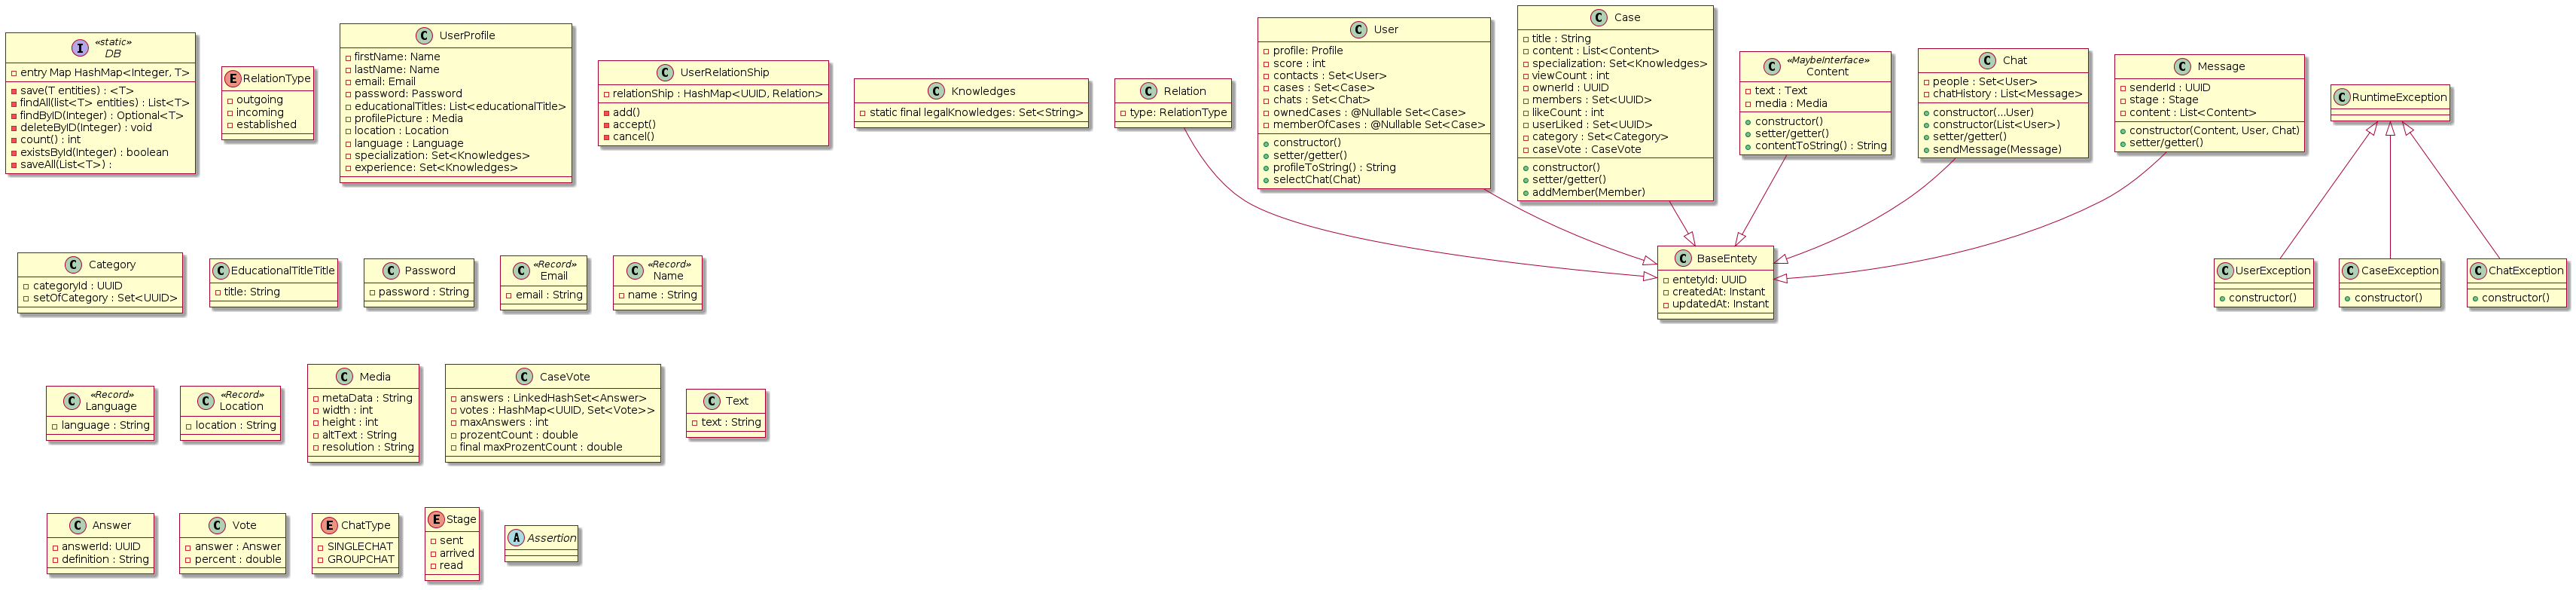 «static»
I DB
entry Map HashMap<Integer, T>
save(T entities) : <T>
findAll(list<T> entities) : List<T>
findByID(Integer) : Optional<T>
deleteByID(Integer) : void
count() : int
existsById(Integer) : boolean
saveAll(List<T>) :
E RelationType
outgoing
incoming
established
C UserProfile
firstName: Name
lastName: Name
email: Email
password: Password
educationalTitles: List<educationalTitle>
profilePicture : Media
location : Location
language : Language
specialization: Set<Knowledges>
experience: Set<Knowledges>
C UserRelationShip
relationShip : HashMap<UUID, Relation>
add()
accept()
cancel()
C Knowledges
static final legalKnowledges: Set<String>
C Relation
type: RelationType
C User
profile: Profile
score : int
contacts : Set<User>
cases : Set<Case>
chats : Set<Chat>
ownedCases : @Nullable Set<Case>
memberOfCases : @Nullable Set<Case>
constructor()
setter/getter()
profileToString() : String
selectChat(Chat)
C Case
title : String
content : List<Content>
specialization: Set<Knowledges>
viewCount : int
ownerId : UUID
members : Set<UUID>
likeCount : int
userLiked : Set<UUID>
category : Set<Category>
caseVote : CaseVote
constructor()
setter/getter()
addMember(Member)
«MaybeInterface»
C Content
text : Text
media : Media
constructor()
setter/getter()
contentToString() : String
C Chat
people : Set<User>
chatHistory : List<Message>
constructor(...User)
constructor(List<User>)
setter/getter()
sendMessage(Message)
C Message
senderId : UUID
stage : Stage
content : List<Content>
constructor(Content, User, Chat)
setter/getter()
C RuntimeException
C Category
categoryId : UUID
setOfCategory : Set<UUID>
C EducationalTitleTitle
title: String
C Password
password : String
«Record»
C Email
email : String
«Record»
C Name
name : String
C BaseEntety
entetyId: UUID
createdAt: Instant
updatedAt: Instant
C UserException
constructor()
C CaseException
constructor()
C ChatException
constructor()
«Record»
C Language
language : String
«Record»
C Location
location : String
C Media
metaData : String
width : int
height : int
altText : String
resolution : String
C CaseVote
answers : LinkedHashSet<Answer>
votes : HashMap<UUID, Set<Vote>>
maxAnswers : int
prozentCount : double
final maxProzentCount : double
C Text
text : String
C Answer
answerId: UUID
definition : String
C Vote
answer : Answer
percent : double
E ChatType
SINGLECHAT
GROUPCHAT
E Stage
sent
arrived
read
A Assertion